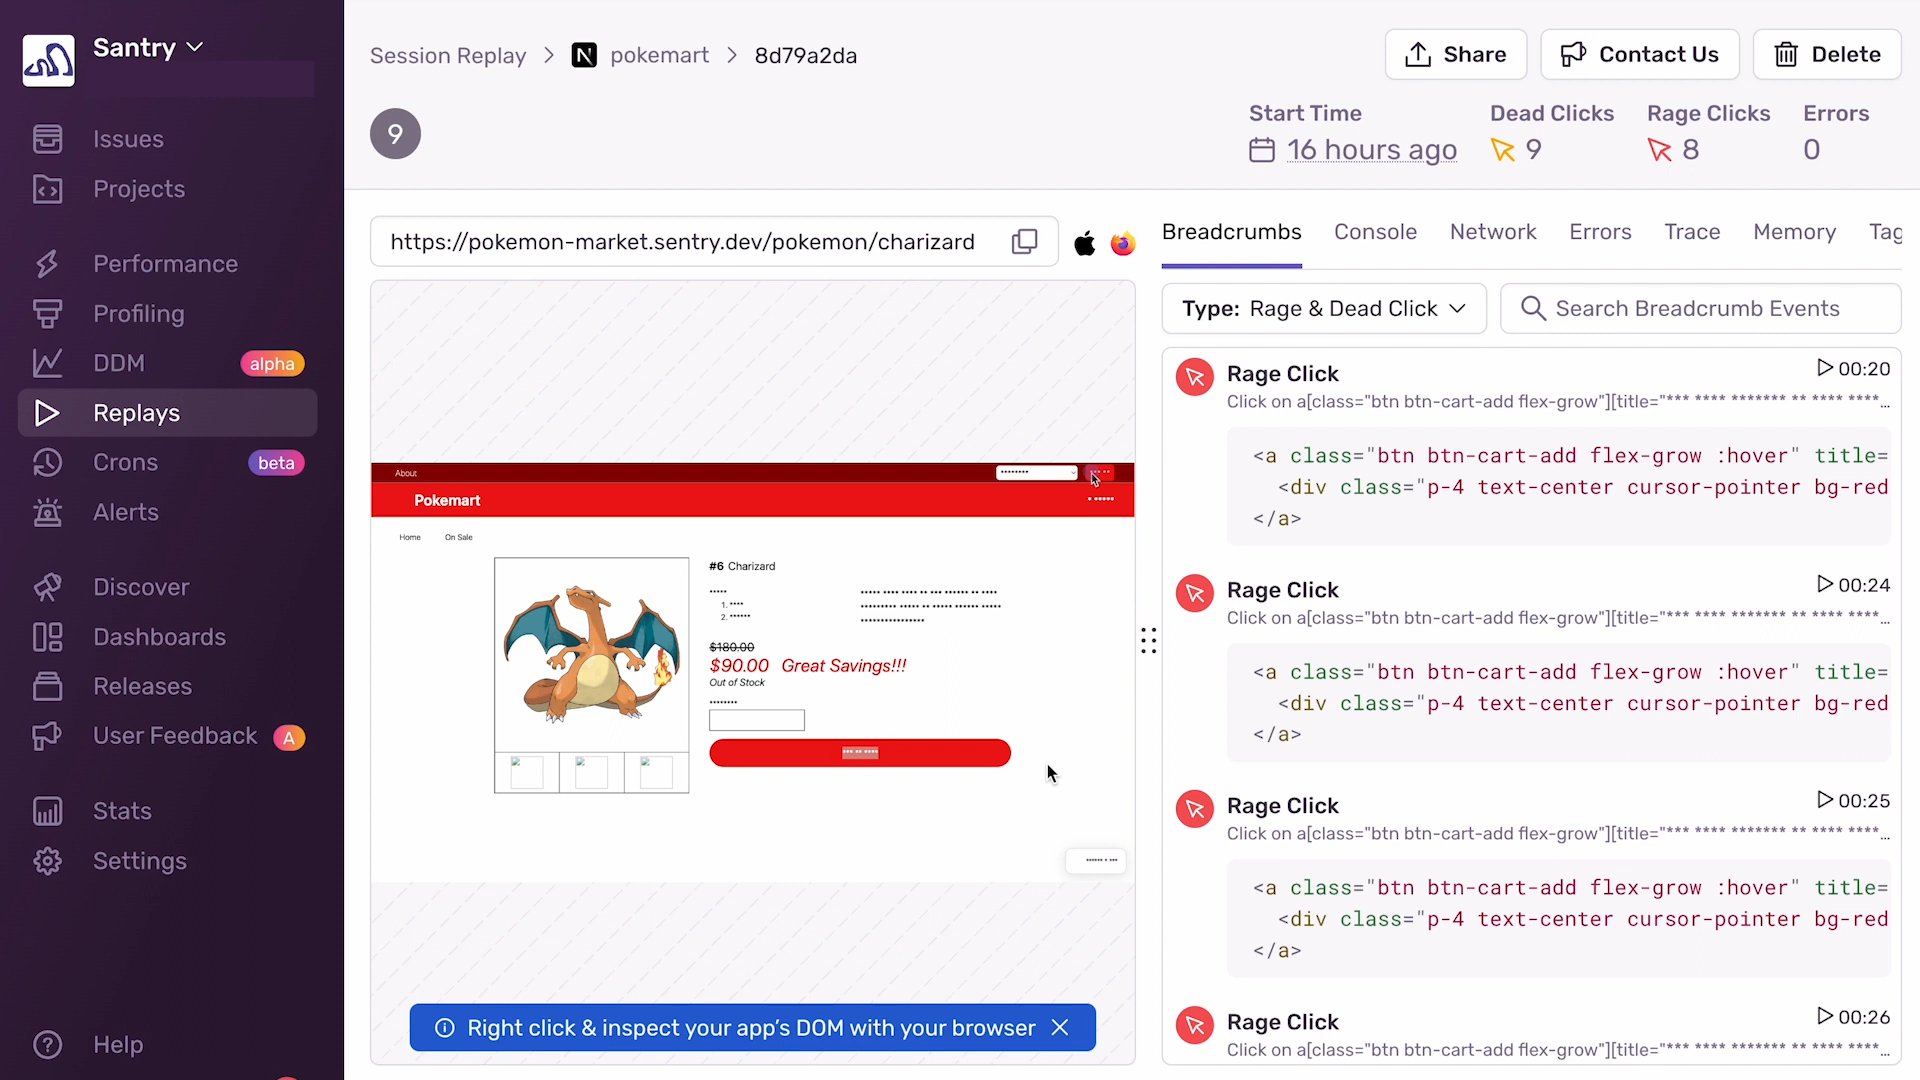 Santry
Issues
Projects
Performance
Profiling
DDM
alpha
Replays
Crons
beta
Alerts
Discover
Dashboards
Releases
User Feedback
A
Stats
Settings
Help
Session Replay > N pokemart > 8d79a2da
Share
Contact Us
Delete
9
Start Time
16 hours ago
Dead Clicks
9
Rage Clicks
8
Errors
0
https://pokemon-market.sentry.dev/pokemon/charizard
About
•••••••• 
Pokemart
• •••••
Home
On Sale
#6 Charizard
•••••
1. ••••
2. ••••••
••••• •••• •••• •• ••• •••••• •• ••••
••••••••• ••••• •• ••••• •••••• •••••
••••••••••••••••
$180.00
$90.00 Great Savings!!!
Out of Stock
••••••••
••• •• ••••
•••••• • •••
Right click & inspect your app's DOM with your browser
Breadcrumbs
Console
Network
Errors
Trace
Memory
Tag
Type: Rage & Dead Click
Search Breadcrumb Events
Rage Click
00:20
Click on a[class="btn btn-cart-add flex-grow"][title="*** **** ******* ** **** ****…
<a class="btn btn-cart-add flex-grow :hover" title=
<div class="p-4 text-center cursor-pointer bg-red
</a>
Rage Click
00:24
Click on a[class="btn btn-cart-add flex-grow"][title="*** **** ******* ** **** ****…
<a class="btn btn-cart-add flex-grow :hover" title=
<div class="p-4 text-center cursor-pointer bg-red
</a>
Rage Click
00:25
Click on a[class="btn btn-cart-add flex-grow"][title="*** **** ******* ** **** ****…
<a class="btn btn-cart-add flex-grow :hover" title=
<div class="p-4 text-center cursor-pointer bg-red
</a>
Rage Click
00:26
Click on a[class="btn btn-cart-add flex-grow"][title="*** **** ******* ** **** ****…